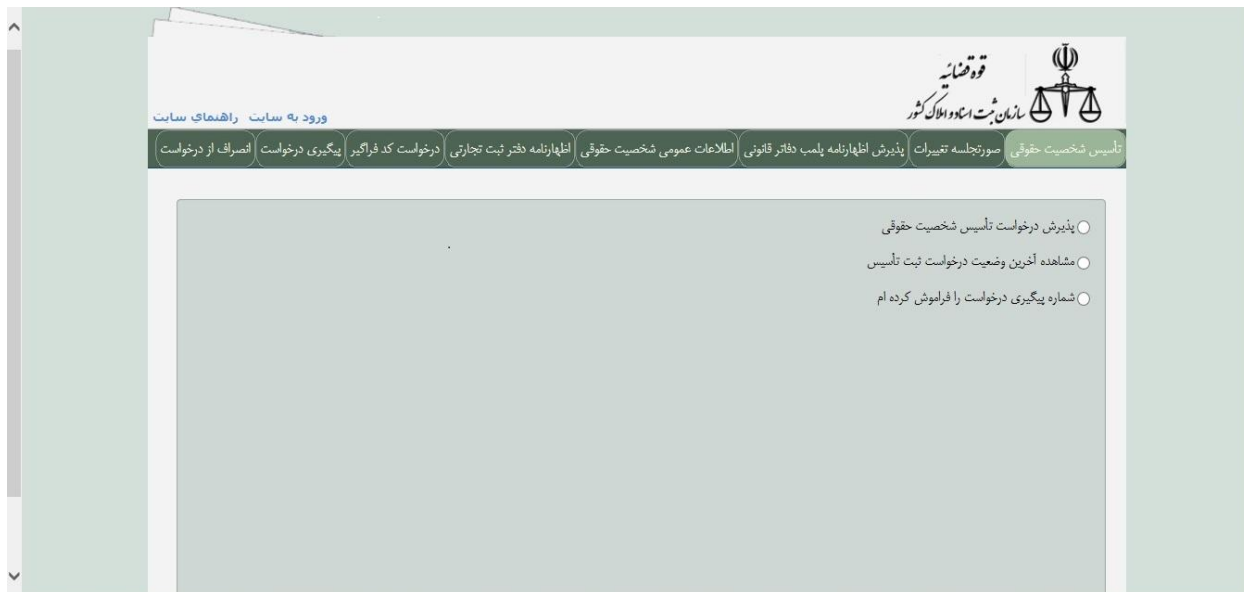 قوه قضائیه
سازمان ثبت اسناد و املاک کشور
ورود به سایت راهنماي سایت
تأسیس شخصیت حقوقی صورتجلسه تغییرات پذیرش اظهارنامه پلمب دفاتر قانونی اطلاعات عمومی شخصیت حقوقی اظهارنامه دفتر ثبت تجارتی درخواست کد فراگیر پیگیری درخواست انصراف از درخواست
پذیرش درخواست تأسیس شخصیت حقوقی
مشاهده آخرین وضعیت درخواست ثبت تأسیس
شماره پیگیری درخواست را فراموش کرده ام